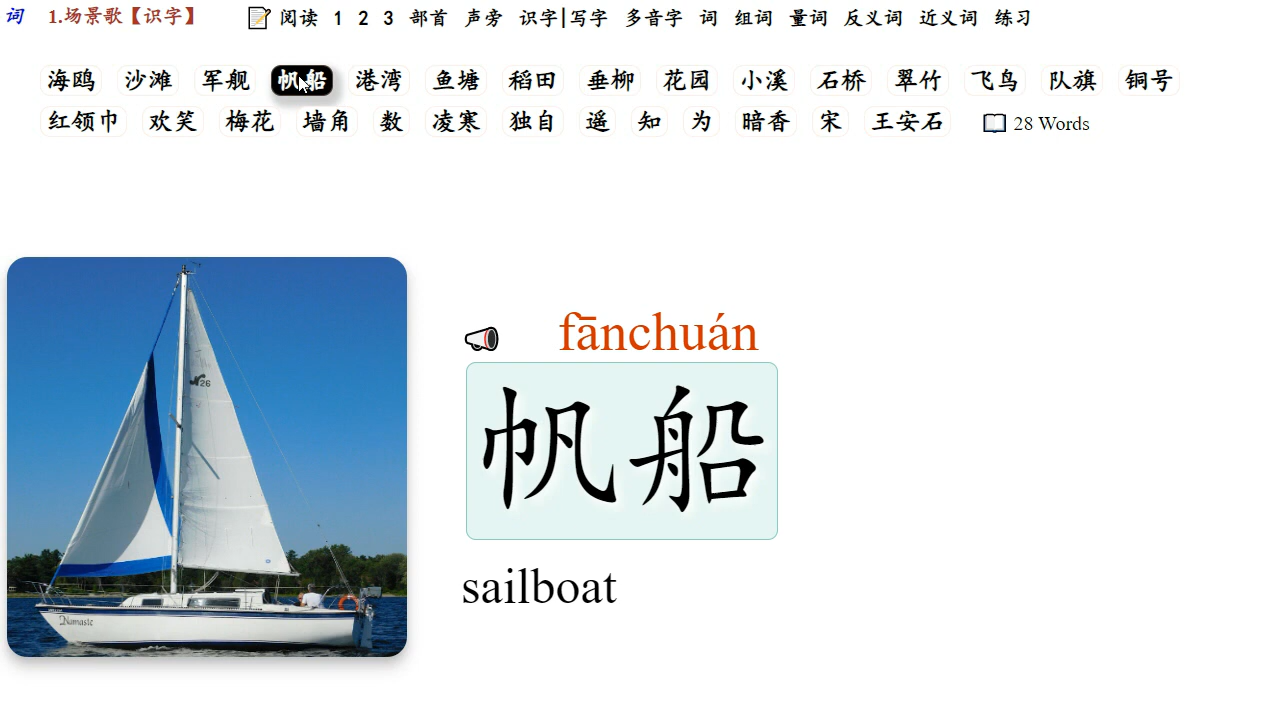 词 1.场景歌【识字】 阅读 1 2 3 部首 声旁 识字|写字 多音字 词 组词 量词 反义词 近义词 练习
海鸥 沙滩 军舰 帆船 港湾 鱼塘 稻田 垂柳 花园 小溪 石桥 翠竹 飞鸟 队旗 铜号
红领巾 欢笑 梅花 墙角 数 凌寒 独自 遥 知 为 暗香 宋 王安石 28 Words
N 26
Namaste
fānchuán
帆船
sailboat